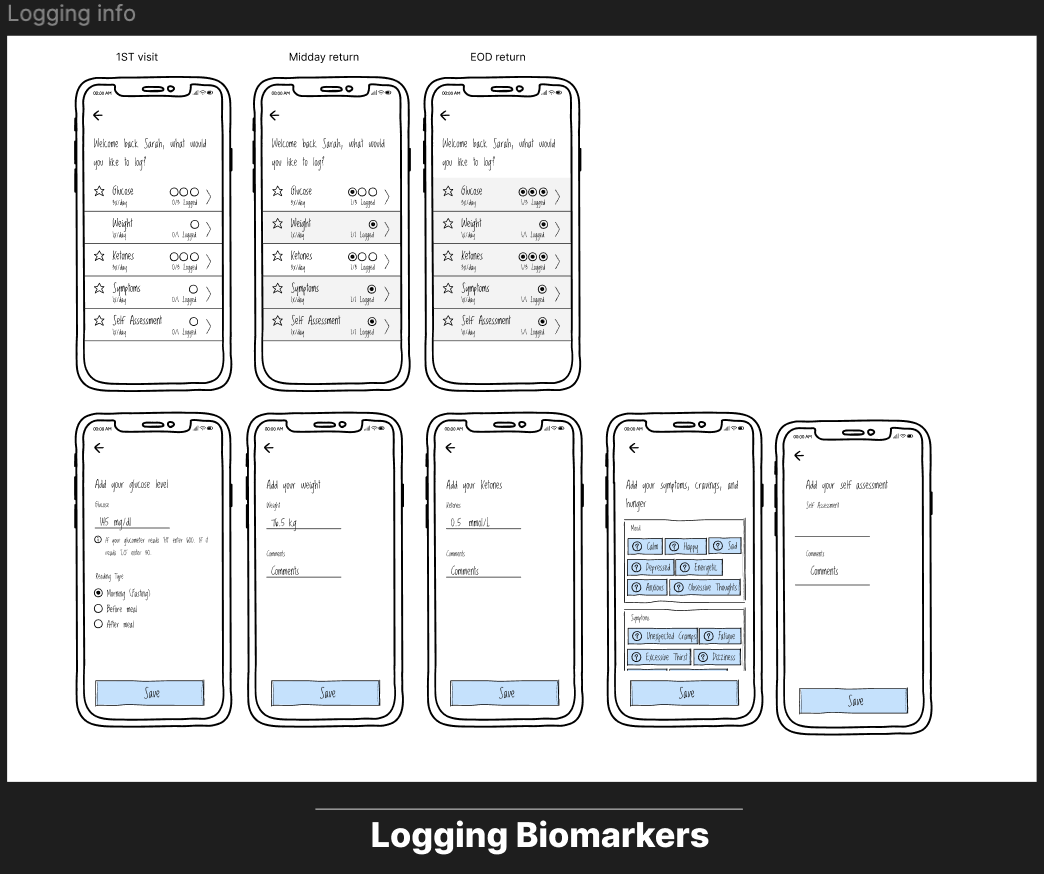 Logging info
1ST visit
Midday return
EOD return
00:00 AM
Welcome back Sarah, what would
you like to log?
Glucose
3x/day
0/3 Logged
Weight
1x/day
0/1 Logged
Ketones
3x/day
0/3 Logged
Symptoms
1x/day
0/1 Logged
Self Assessment
1x/day
0/1 Logged
00:00 AM
Welcome back Sarah, what would
you like to log?
Glucose
3x/day
1/3 Logged
Weight
1x/day
1/1 Logged
Ketones
3x/day
1/3 Logged
Symptoms
1x/day
1/1 Logged
Self Assessment
1x/day
1/1 Logged
00:00 AM
Welcome back Sarah, what would
you like to log?
Glucose
3x/day
Logged
Weight
1x/day
1/1 Logged
Ketones
3x/day
Logged
Symptoms
1x/day
1/1 Logged
Self Assessment
1x/day
1/1 Logged
00:00 AM
Add your glucose level
Glucose
145 mg/dl
If your glucometer reads "HI" enter 600. If it
reads "LO" enter
Reading Type
Morning (fasting)
Before meal
After meal
Save
00:00 AM
Add your weight
Weight
76.5 kg
Comments
Comments
Save
00:00 AM
Add your Ketones
Ketones
0.5 mmol/L
Comments
Comments
Save
00:00 AM
Add your symptoms, cravings, and
hunger
Mood
Calm
Happy
Sad
Depressed
Energetic
Anxious
Obsessive Thoughts
Symptoms
Unexpected Cramps
Fatigue
Excessive Thirst
Dizziness
Save
00:00 AM
Add your self assessment
Self Assessment
Comments
Comments
Save
Logging Biomarkers